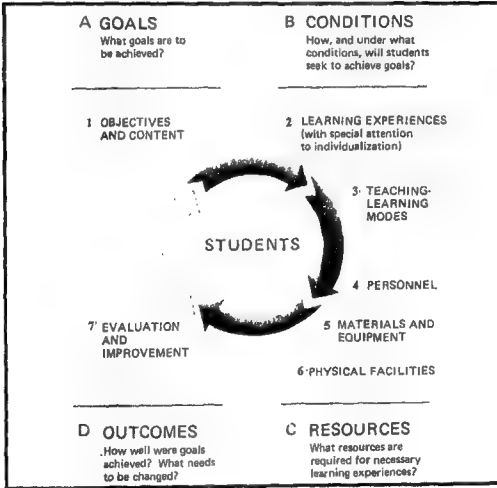 A GOALS
What goals are to
be achieved?
B CONDITIONS
How, and under what
conditions, will students
seek to achieve goals?
1 OBJECTIVES
AND CONTENT
2 LEARNING EXPERIENCES
(with special attention
to individualization)
3 TEACHING-
LEARNING
MODES
STUDENTS
4 PERSONNEL
5 MATERIALS AND
EQUIPMENT
6 PHYSICAL FACILITIES
7 EVALUATION
AND
IMPROVEMENT
D OUTCOMES
How well were goals
achieved? What needs
to be changed?
C RESOURCES
What resources are
required for necessary
learning experiences?